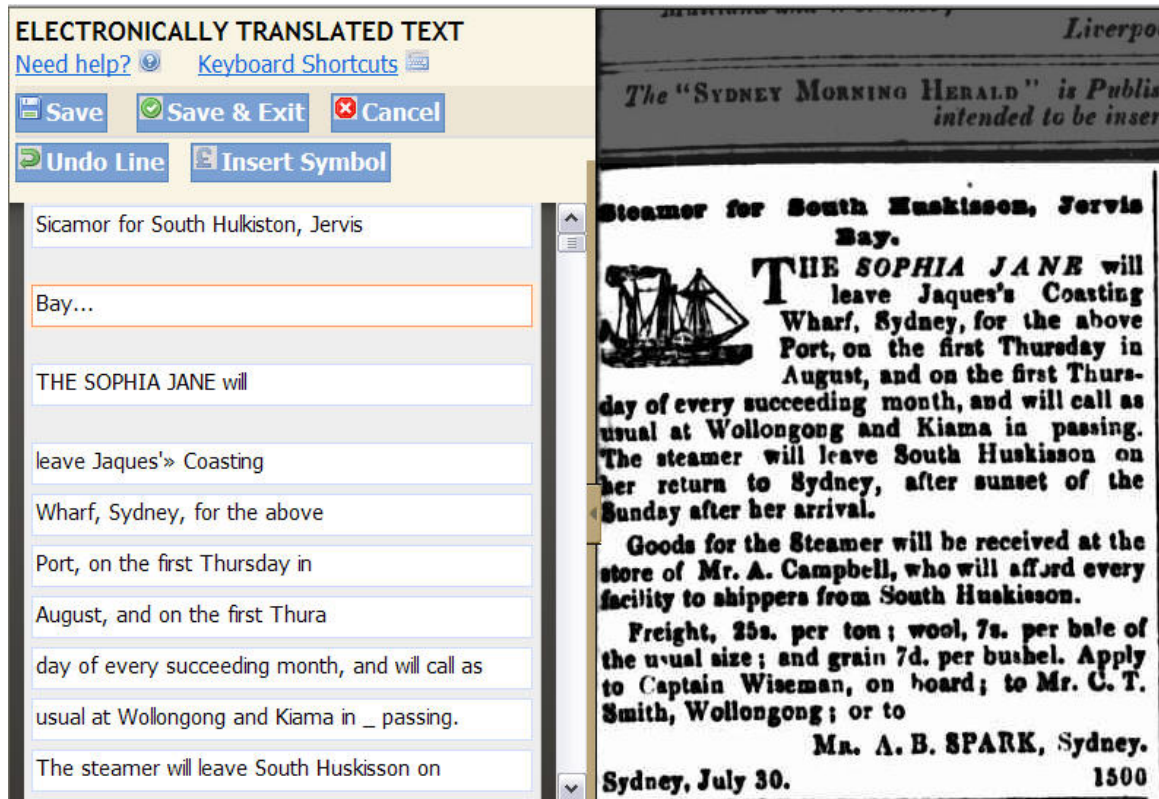 ELECTRONICALLY TRANSLATED TEXT
Need help? Keyboard Shortcuts
Save Save & Exit Cancel
Undo Line £ Insert Symbol
Sicamor for South Hulkiston, Jervis
Bay...
THE SOPHIA JANE will
leave Jaques'» Coasting
Wharf, Sydney, for the above
Port, on the first Thursday in
August, and on the first Thura
day of every succeeding month, and will call as
usual at Wollongong and Kiama in _ passing.
The steamer will leave South Huskisson on
Liverpoo
The "SYDNEY MORNING HERALD" is Publis
intended to be inser
Steamer for South Huskisson, Jervis
Bay.
THE SOPHIA JANE will
leave Jaques's Coasting
Wharf, Sydney, for the above
Port, on the first Thursday in
August, and on the first Thurs-
day of every succeeding month, and will call as
usual at Wollongong and Kiama in passing.
The steamer will leave South Huskisson on
her return to Sydney, after sunset of the
Sunday after her arrival.
Goods for the Steamer will be received at the
store of Mr. A. Campbell, who will afford every
facility to shippers from South Huskisson.
Freight, 25s. per ton; wool, 7s. per bale of
the usual size; and grain 7d. per bushel. Apply
to Captain Wiseman, on board; to Mr. C. T.
Smith, Wollongong; or to
MR. A. B. SPARK, Sydney.
Sydney, July 30. 1500